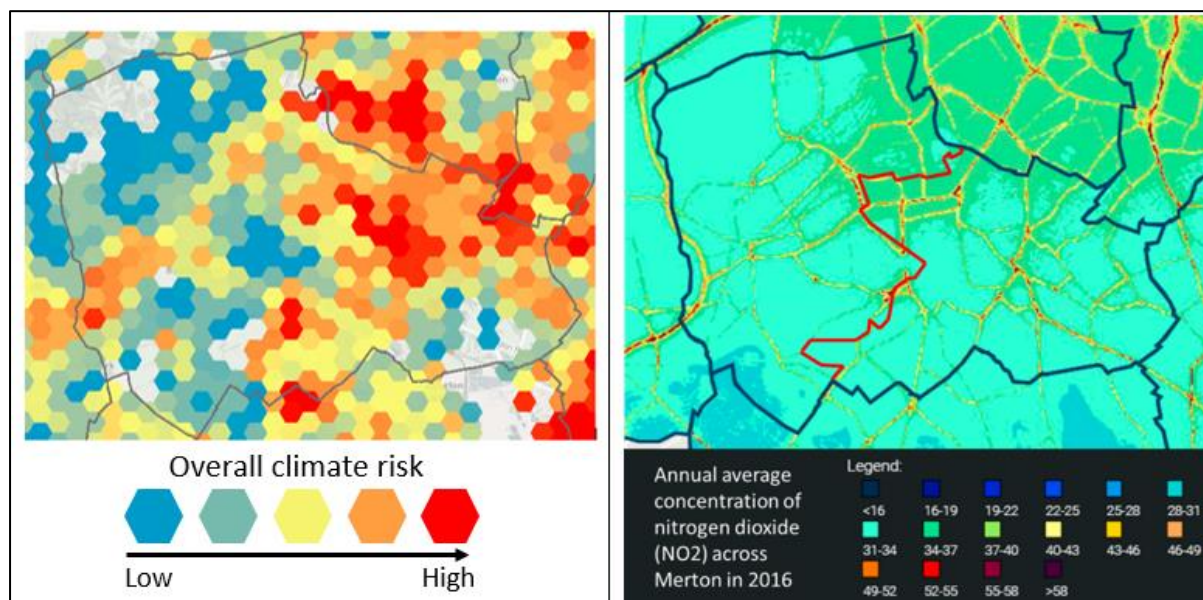 Overall climate risk
Low
High
Annual average
concentration of
nitrogen dioxide
(NO2) across
Merton in 2016
Legend:
<16
16-19
19-22
22-25
25-28
28-31
31-34
34-37
37-40
40-43
43-46
46-49
49-52
52-55
55-58
>58